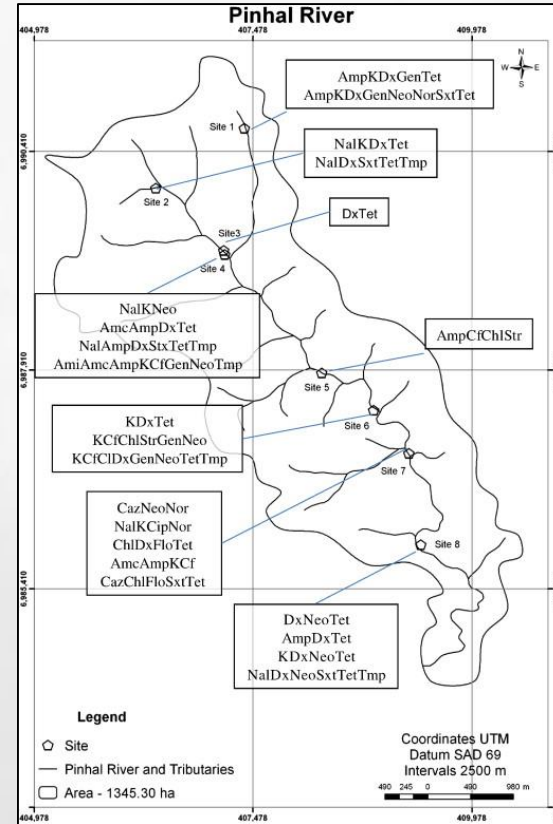 Pinhal River
404,978
407,478
409,978
N
W E
S
AmpKDxGenTet
AmpKDxGenNeoNorSxtTet
Site 1
6,990,410
NalKDxTet
NalDxSxtTetTmp
Site 2
DxTet
Site3
Site 4
NalKNeo
AmcAmpDxTet
NalAmpDxStxTetTmp
AmiAmcAmpKCfGenNeoTmp
AmpCfChlStr
6,987,910
Site 5
KDxTet
KCfChlStrGenNeo
KCfClDxGenNeoTetTmp
Site 6
Site 7
CazNeoNor
NalKCipNor
ChlDxFloTet
AmcAmpKCf
CazChlFloSxtTet
Site 8
6,985,410
DxNeoTet
AmpDxTet
KDxNeoTet
NalDxNeoSxtTetTmp
Legend
Site
Pinhal River and Tributaries
Area - 1345.30 ha
Coordinates UTM
Datum SAD 69
Intervals 2500 m
490 245 0 490 980 m
404,978
407,478
409,978